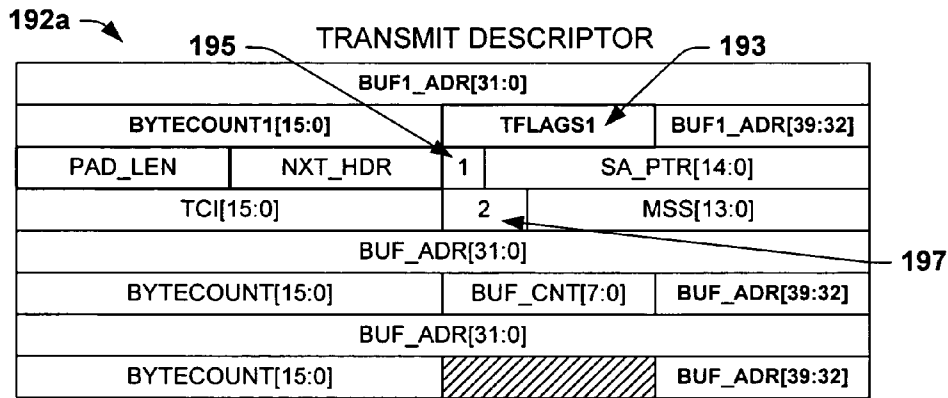 192a
TRANSMIT DESCRIPTOR
195
193
BUF1_ADR[31:0]
BYTECOUNT1[15:0] TFLAGS1 BUF1_ADR[39:32]
PAD_LEN NXT_HDR 1 SA_PTR[14:0]
TCI[15:0] 2 MSS[13:0]
197
BUF_ADR[31:0]
BYTECOUNT[15:0] BUF_CNT[7:0] BUF_ADR[39:32]
BUF_ADR[31:0]
BYTECOUNT[15:0] BUF_ADR[39:32]